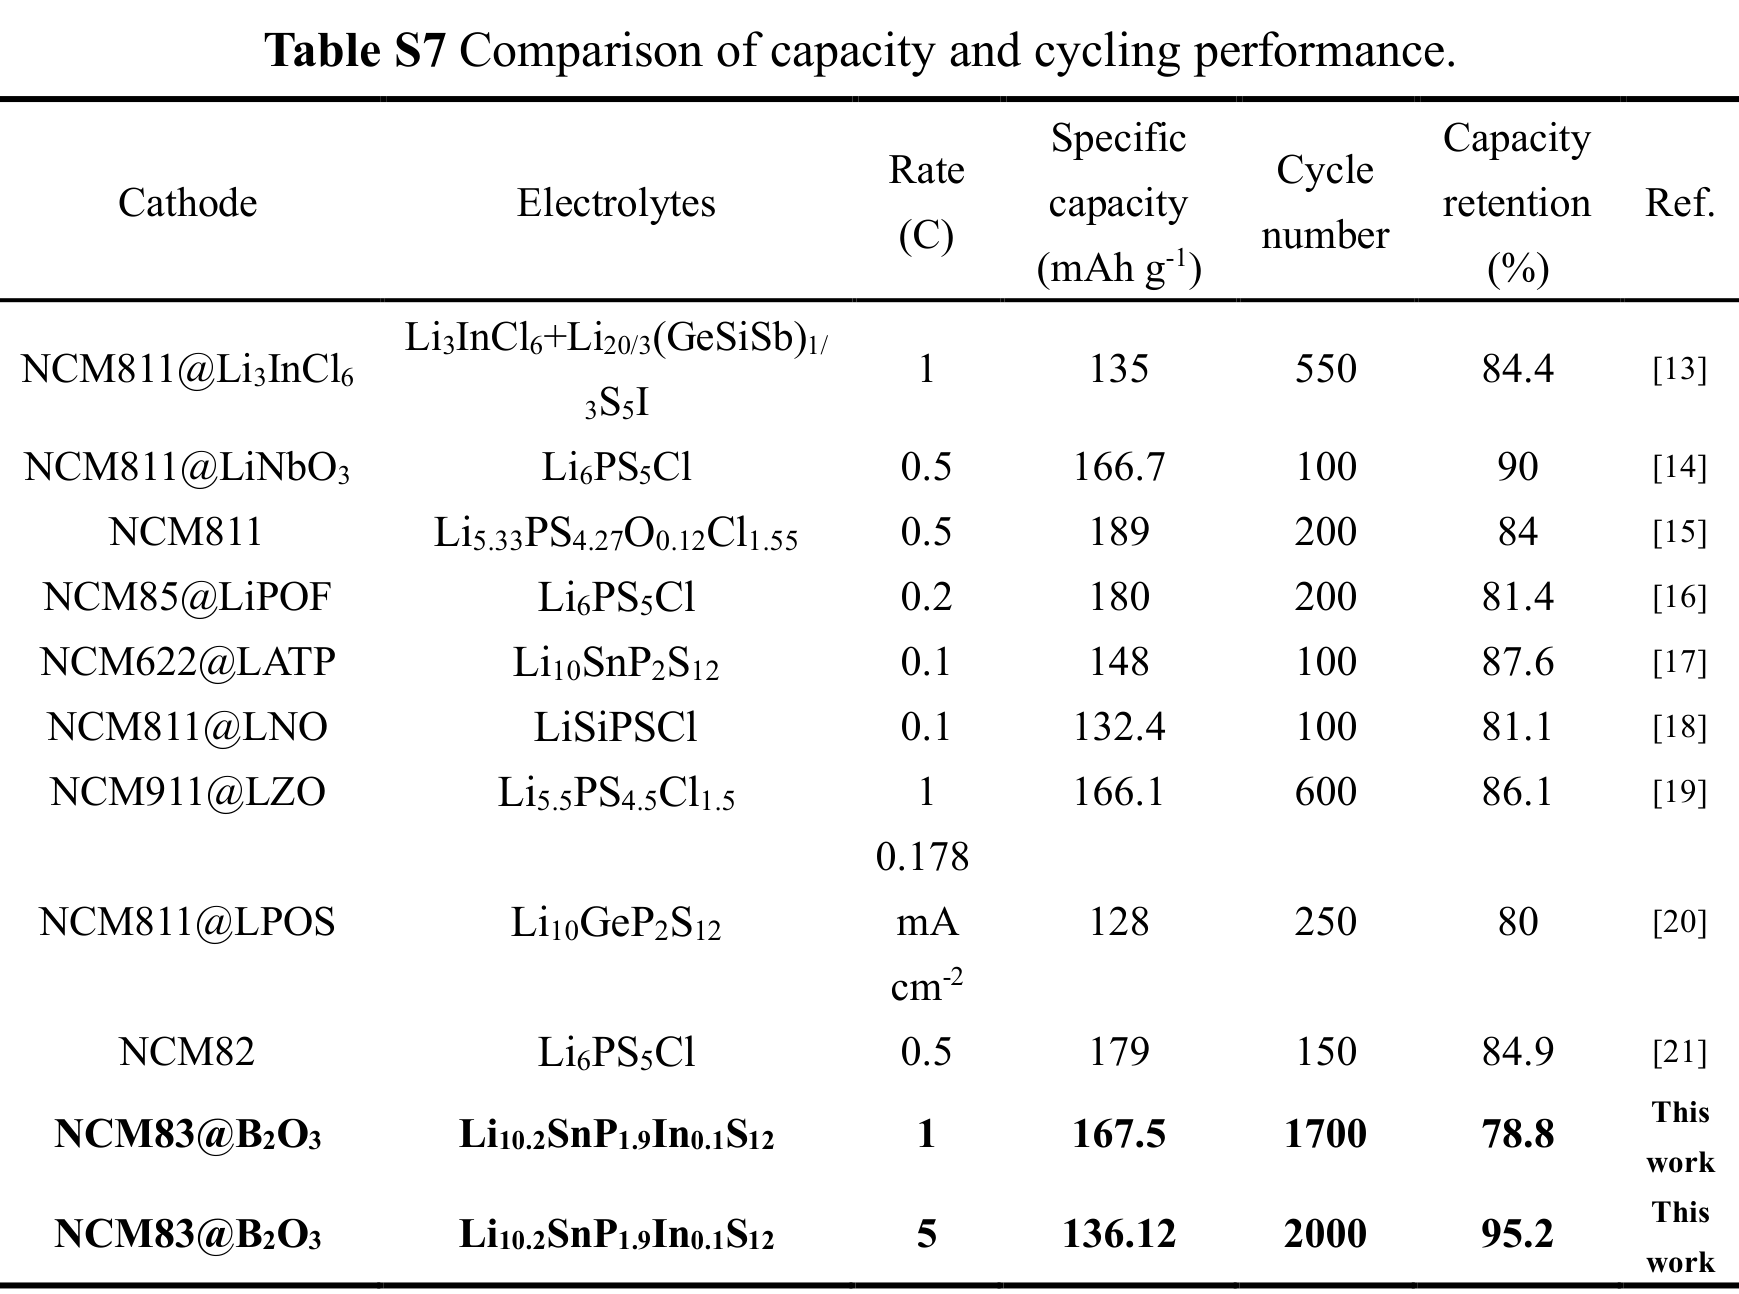 Table S7 Comparison of capacity and cycling performance.
Cathode Electrolytes Rate (C) Specific capacity (mAh g⁻¹) Cycle number Capacity retention (%) Ref.
NCM811@Li₃InCl₆ Li₃InCl₆+Li₂₀/₃(GeSiSb)₁/₃S₅I 1 135 550 84.4 [13]
NCM811@LiNbO₃ Li₆PS₅Cl 0.5 166.7 100 90 [14]
NCM811 Li₅.₃₃PS₄.₂₇O₀.₁₂Cl₁.₅₅ 0.5 189 200 84 [15]
NCM85@LiPOF Li₆PS₅Cl 0.2 180 200 81.4 [16]
NCM622@LATP Li₁₀SnP₂S₁₂ 0.1 148 100 87.6 [17]
NCM811@LNO LiSiPSCl 0.1 132.4 100 81.1 [18]
NCM911@LZO Li₅.₅PS₄.₅Cl₁.₅ 1 166.1 600 86.1 [19]
NCM811@LPOS Li₁₀GeP₂S₁₂ 0.178 mA cm⁻² 128 250 80 [20]
NCM82 Li₆PS₅Cl 0.5 179 150 84.9 [21]
NCM83@B₂O₃ Li₁₀.₂SnP₁.₉In₀.₁S₁₂ 1 167.5 1700 78.8 This work
NCM83@B₂O₃ Li₁₀.₂SnP₁.₉In₀.₁S₁₂ 5 136.12 2000 95.2 This work